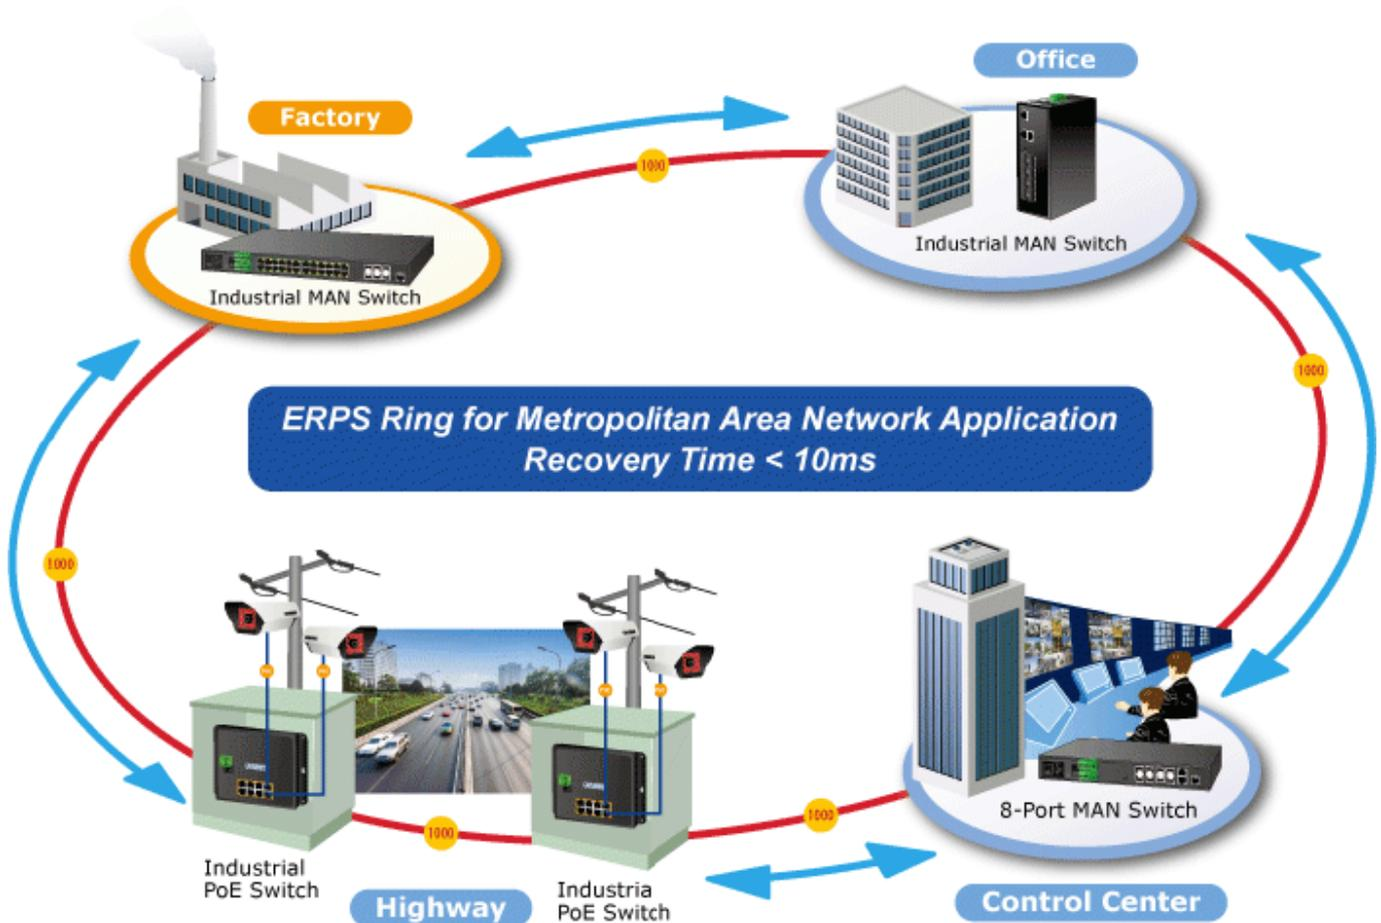 Office
Factory
1000
Industrial MAN Switch
Industrial MAN Switch
1000
ERPS Ring for Metropolitan Area Network Application
Recovery Time < 10ms
1000
8-Port MAN Switch
1000
1000
Industrial
PoE Switch
Industria
PoE Switch
Highway
Control Center